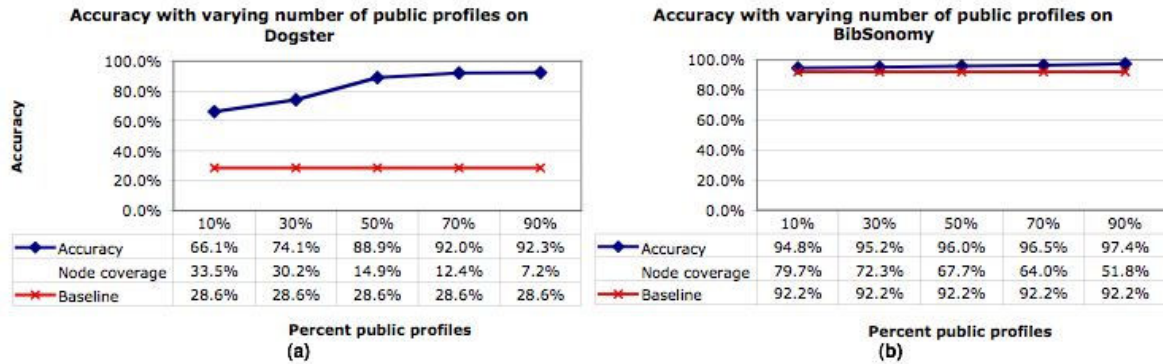 Accuracy with varying number of public profiles on
Dogster
Accuracy
100.0%
80.0%
60.0%
40.0%
20.0%
0.0%
10% 30% 50% 70% 90%
Accuracy 66.1% 74.1% 88.9% 92.0% 92.3%
Node coverage 33.5% 30.2% 14.9% 12.4% 7.2%
Baseline 28.6% 28.6% 28.6% 28.6% 28.6%
Percent public profiles
(a)
Accuracy with varying number of public profiles on
BibSonomy
100.0%
80.0%
60.0%
40.0%
20.0%
0.0%
10% 30% 50% 70% 90%
Accuracy 94.8% 95.2% 96.0% 96.5% 97.4%
Node coverage 79.7% 72.3% 67.7% 64.0% 51.8%
Baseline 92.2% 92.2% 92.2% 92.2% 92.2%
Percent public profiles
(b)